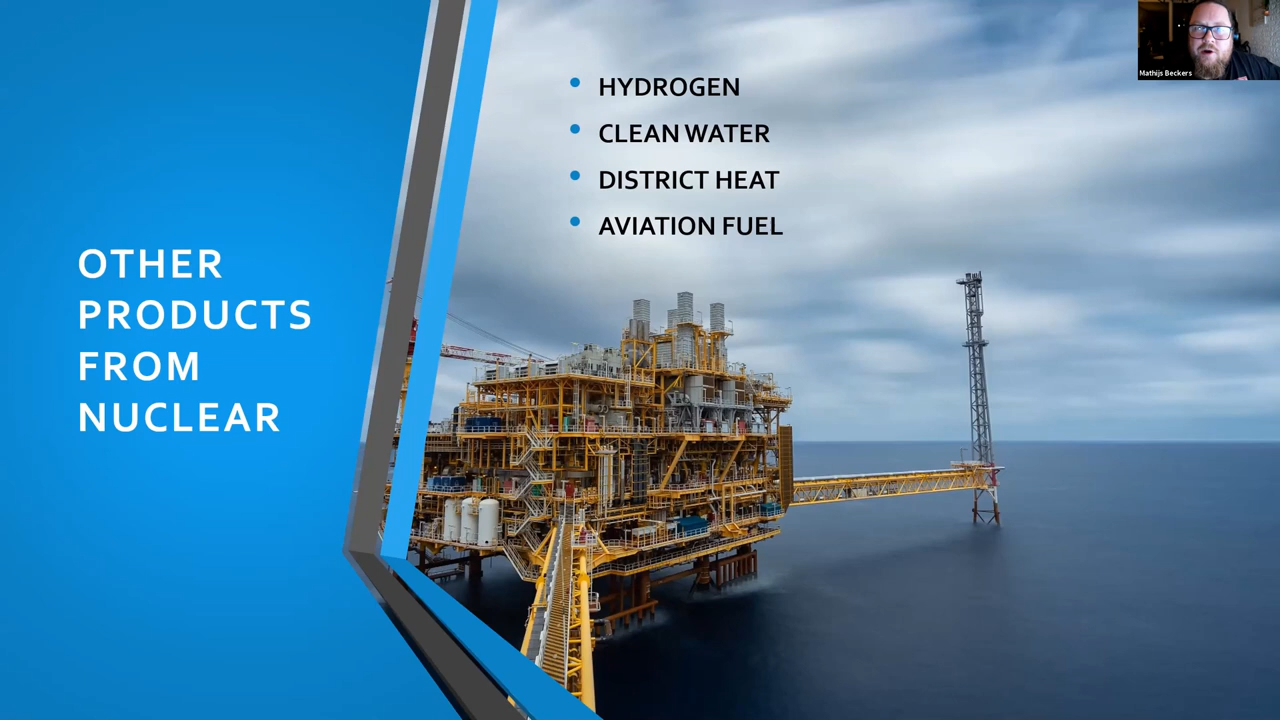 OTHER
PRODUCTS
FROM
NUCLEAR
HYDROGEN
CLEAN WATER
DISTRICT HEAT
AVIATION FUEL
Mathijs Beckers